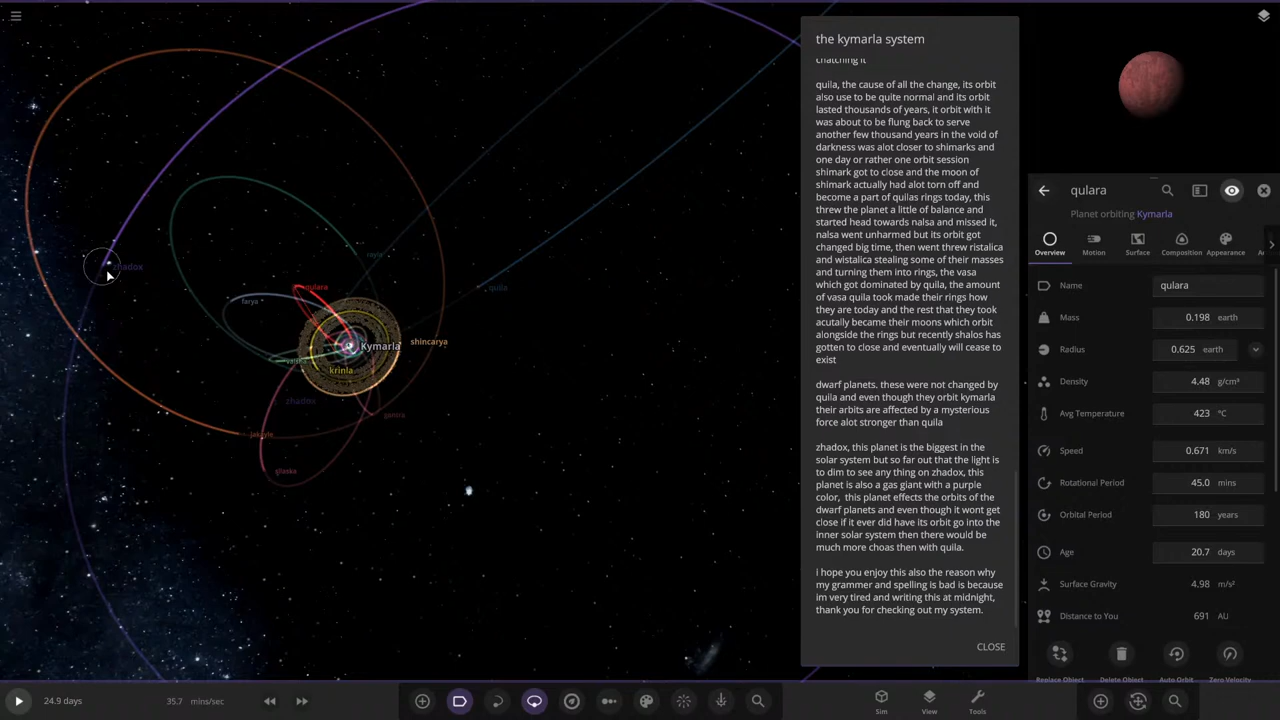 the kymarla system
chatching it
quila, the cause of all the change, its orbit
also use to be quite normal and its orbit
lasted thousands of years, it orbit with it
was about to be flung back to serve
another few thousand years in the void of
darkness was alot closer to shimarks and
one day or rather one orbit session
shimark got to close and the moon of
shimark actually had alot torn off and
become a part of quilas rings today, this
threw the planet a little of balance and
started head towards nalsa and missed it,
nalsa went unharmed but its orbit got
changed big time, then went threw ristalica
and wistalica stealing some of their masses
and turning them into rings, the vasa
which got dominated by quila, the amount
of vasa quila took made their rings how
they are today and the rest that they took
acutally became their moons which orbit
alongside the rings but recently shalos has
gotten to close and eventually will cease to
exist
dwarf planets. these were not changed by
quila and even though they orbit kymarla
their arbits are affected by a mysterious
force alot stronger than quila
zhadox, this planet is the biggest in the
solar system but so far out that the light is
to dim to see any thing on zhadox, this
planet is also a gas giant with a purple
color, this planet effects the orbits of the
dwarf planets and even though it wont get
close if it ever did have its orbit go into the
inner solar system then there would be
much more choas then with quila.
i hope you enjoy this also the reason why
my grammer and spelling is bad is because
im very tired and writing this at midnight,
thank you for checking out my system.
CLOSE
zhadox
qulara
quila
farya
Kymarla
shincarya
krinla
zhadox
jakayle
glaska
qulara
Planet orbiting Kymarla
Overview Motion Surface Composition Appearance
Name qulara
Mass 0.198 earth
Radius 0.625 earth
Density 4.48 g/cm³
Avg Temperature 423 °C
Speed 0.671 km/s
Rotational Period 45.0 mins
Orbital Period 180 years
Age 20.7 days
Surface Gravity 4.98 m/s²
Distance to You 691 AU
Replace Object Delete Object Auto Orbit Zero Velocity
24.9 days 35.7 mins/sec
Sim View Tools